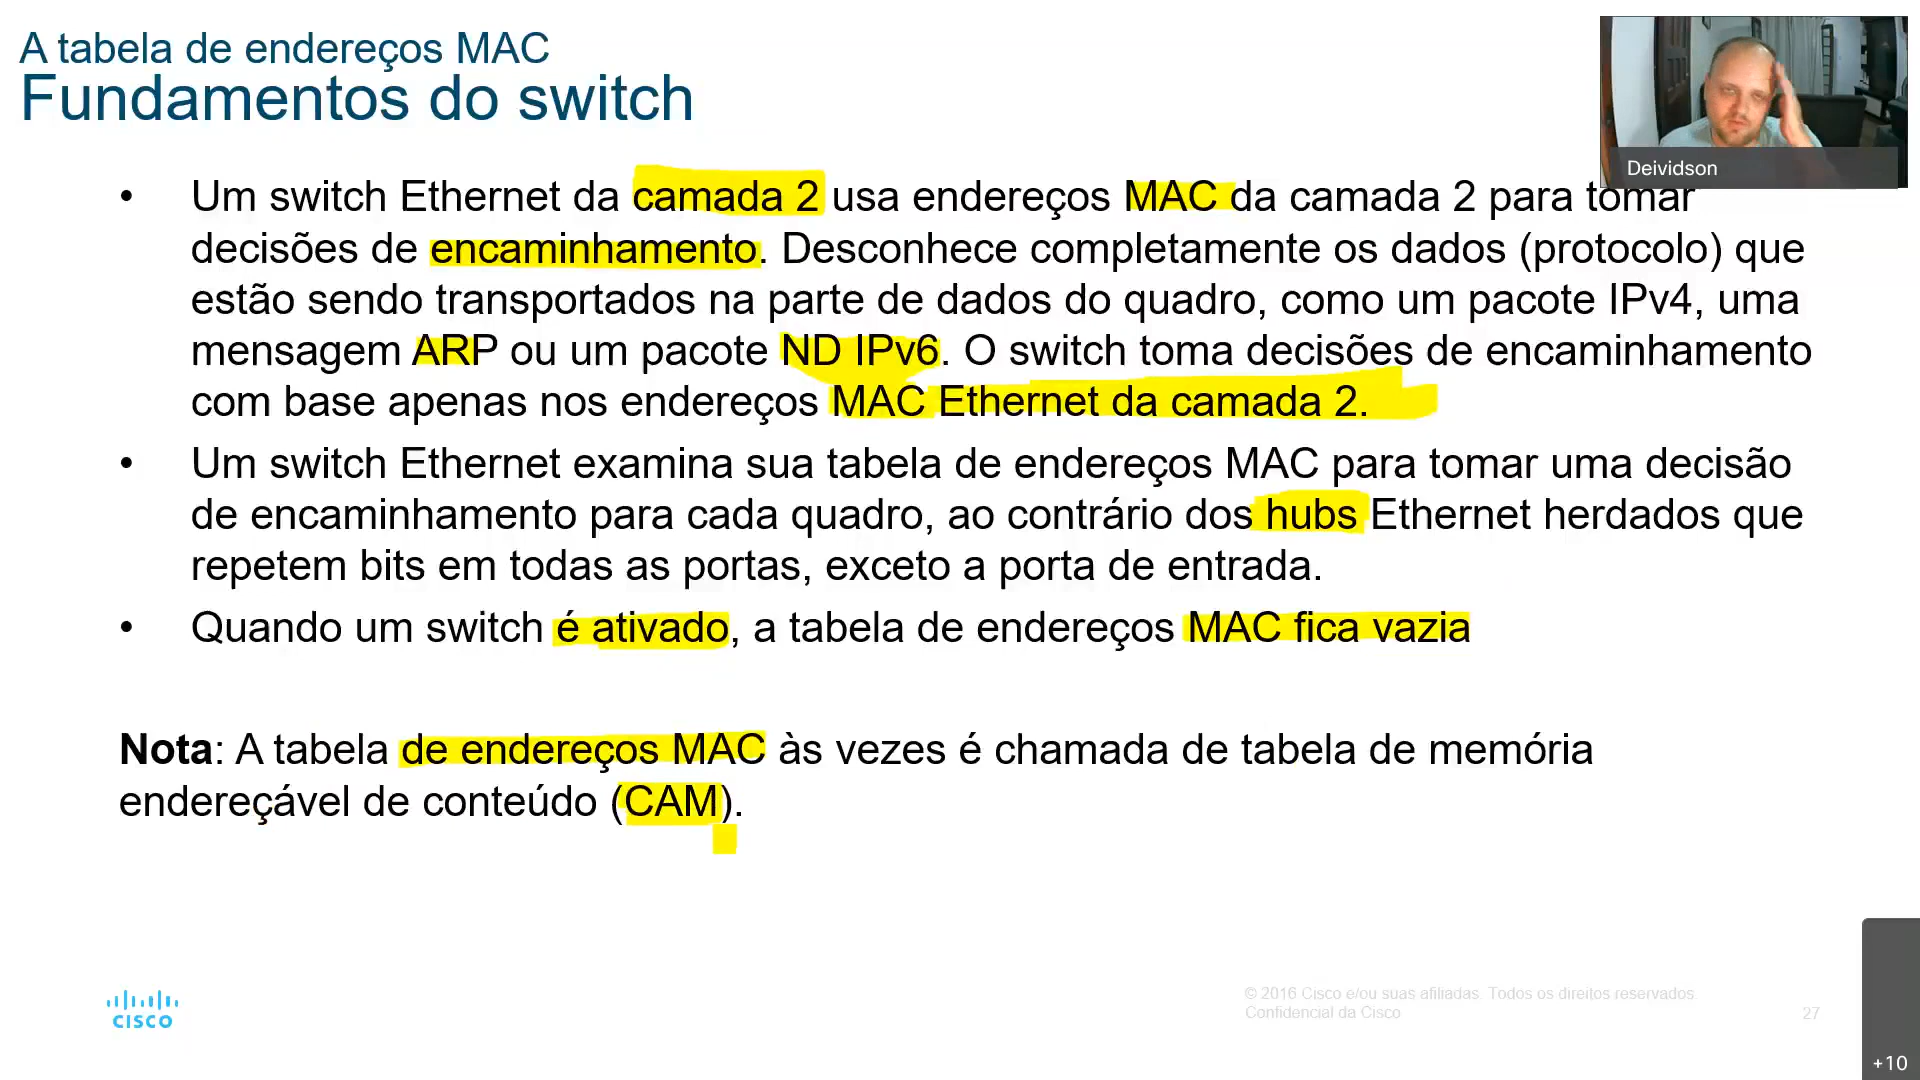 A tabela de endereços MAC
Fundamentos do switch
Deividson
• Um switch Ethernet da camada 2 usa endereços MAC da camada 2 para tomar
decisões de encaminhamento. Desconhece completamente os dados (protocolo) que
estão sendo transportados na parte de dados do quadro, como um pacote IPv4, uma
mensagem ARP ou um pacote ND IPv6. O switch toma decisões de encaminhamento
com base apenas nos endereços MAC Ethernet da camada 2.
• Um switch Ethernet examina sua tabela de endereços MAC para tomar uma decisão
de encaminhamento para cada quadro, ao contrário dos hubs Ethernet herdados que
repetem bits em todas as portas, exceto a porta de entrada.
• Quando um switch é ativado, a tabela de endereços MAC fica vazia
Nota: A tabela de endereços MAC às vezes é chamada de tabela de memória
endereçável de conteúdo (CAM).
CISCO
© 2016 Cisco e/ou suas afiliadas. Todos os direitos reservados.
Confidencial da Cisco
27
+10